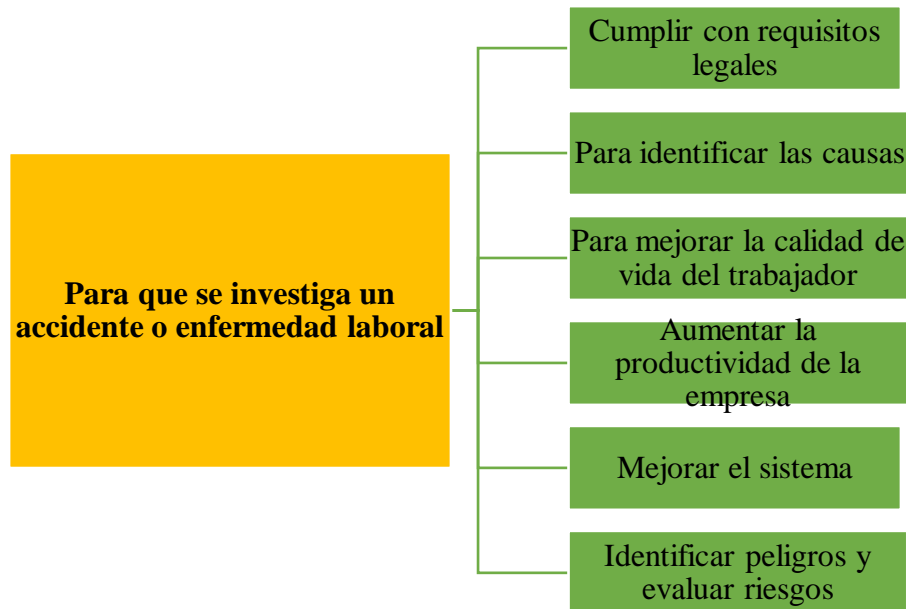 Para que se investiga un
accidente o enfermedad laboral
Cumplir con requisitos
legales
Para identificar las causas
Para mejorar la calidad de
vida del trabajador
Aumentar la
productividad de la
empresa
Mejorar el sistema
Identificar peligros y
evaluar riesgos